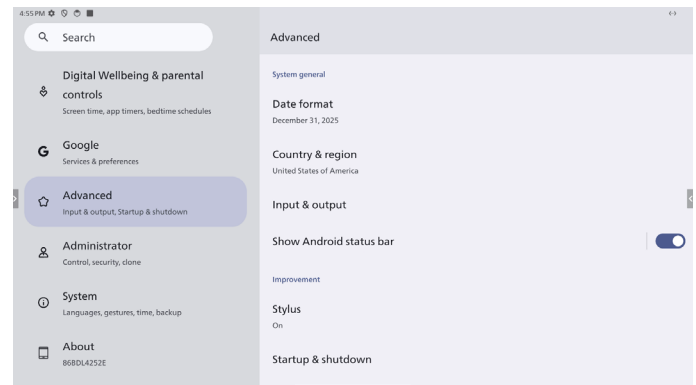 4:55 PM
Search
Digital Wellbeing & parental
controls
Screen time, app timers, bedtime schedules
Google
Services & preferences
Advanced
Input & output, Startup & shutdown
Administrator
Control, security, clone
System
Languages, gestures, time, backup
About
86BDL4252E
Advanced
System general
Date format
December 31, 2025
Country & region
United States of America
Input & output
Show Android status bar
Improvement
Stylus
On
Startup & shutdown